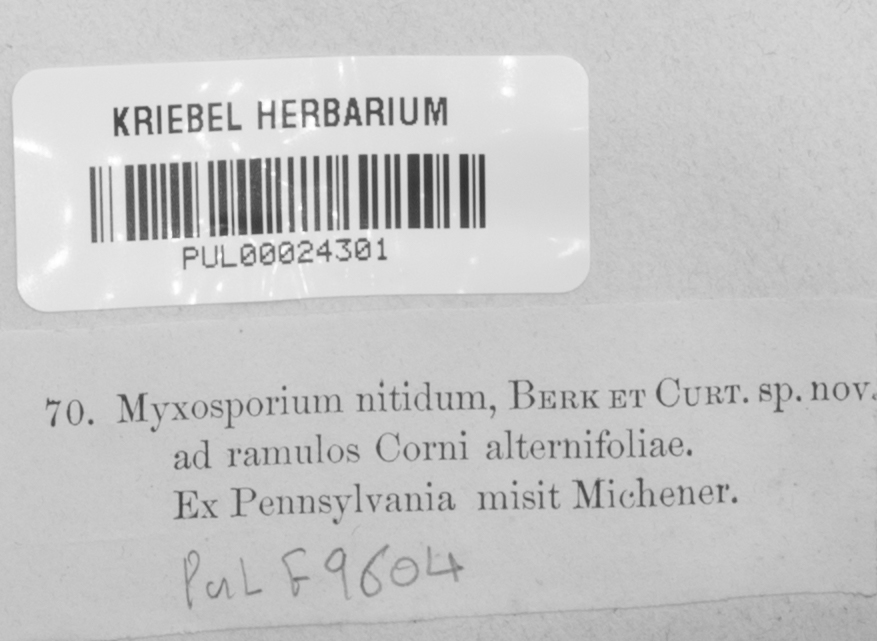 KRIEBEL HERBARIUM
PUL00024301
70. Myxosporium nitidum, BERK ET CURT. sp. nov.
ad ramulos Corni alternifoliae.
Ex Pennsylvania misit Michener.
PuL F9604